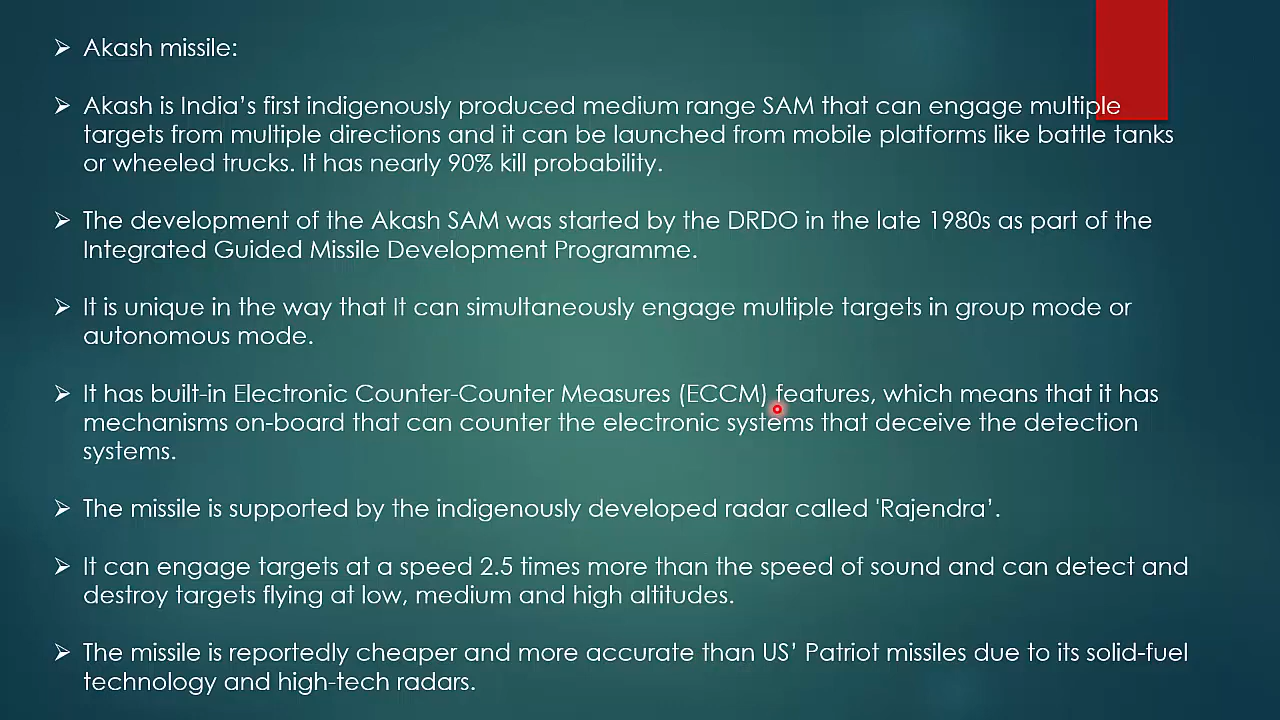 ➢ Akash missile:
➢ Akash is India’s first indigenously produced medium range SAM that can engage multiple
targets from multiple directions and it can be launched from mobile platforms like battle tanks
or wheeled trucks. It has nearly 90% kill probability.
➢ The development of the Akash SAM was started by the DRDO in the late 1980s as part of the
Integrated Guided Missile Development Programme.
➢ It is unique in the way that It can simultaneously engage multiple targets in group mode or
autonomous mode.
➢ It has built-in Electronic Counter-Counter Measures (ECCM) features, which means that it has
mechanisms on-board that can counter the electronic systems that deceive the detection
systems.
➢ The missile is supported by the indigenously developed radar called 'Rajendra’.
➢ It can engage targets at a speed 2.5 times more than the speed of sound and can detect and
destroy targets flying at low, medium and high altitudes.
➢ The missile is reportedly cheaper and more accurate than US’ Patriot missiles due to its solid-fuel
technology and high-tech radars.